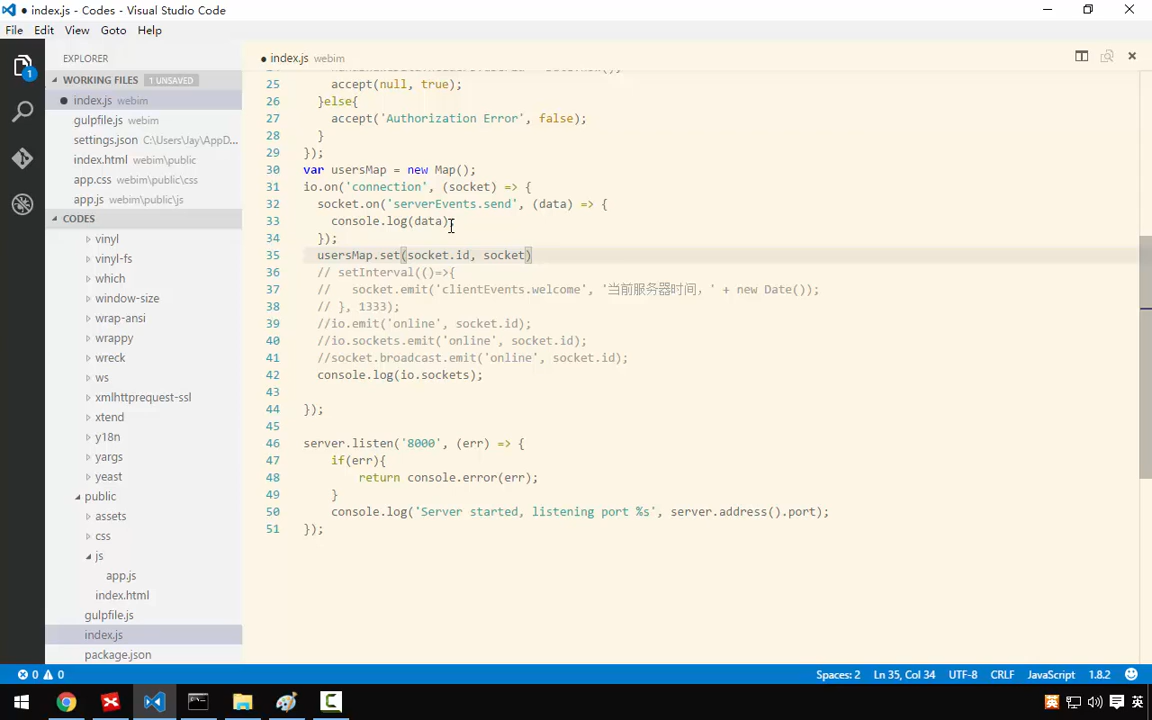 index.js - Codes - Visual Studio Code
File Edit View Goto Help
EXPLORER
WORKING FILES 1 UNSAVED
index.js webim
gulpfile.js webim
settings.json C:\Users\Jay\AppD...
index.html webim\public
app.css webim\public\css
app.js webim\public\js
CODES
vinyl
vinyl-fs
which
window-size
wrap-ansi
wrappy
wreck
ws
xmlhttprequest-ssl
xtend
y18n
yargs
yeast
public
assets
css
js
app.js
index.html
gulpfile.js
index.js
package.json
index.js webim
25 accept(null, true);
26 }else{
27 accept('Authorization Error', false);
28 }
29 });
30 var usersMap = new Map();
31 io.on('connection', (socket) => {
32 socket.on('serverEvents.send', (data) => {
33 console.log(data)
34 });
35 usersMap.set(socket.id, socket)
36 // setInterval(()=>{
37 //   socket.emit('clientEvents.welcome', '当前服务器时间，' + new Date());
38 // }, 1333);
39 //io.emit('online', socket.id);
40 //io.sockets.emit('online', socket.id);
41 //socket.broadcast.emit('online', socket.id);
42 console.log(io.sockets);
43
44 });
45
46 server.listen('8000', (err) => {
47 if(err){
48 return console.error(err);
49 }
50 console.log('Server started, listening port %s', server.address().port);
51 });
0 0
Spaces: 2 Ln 35, Col 34 UTF-8 CRLF JavaScript 1.8.2
英